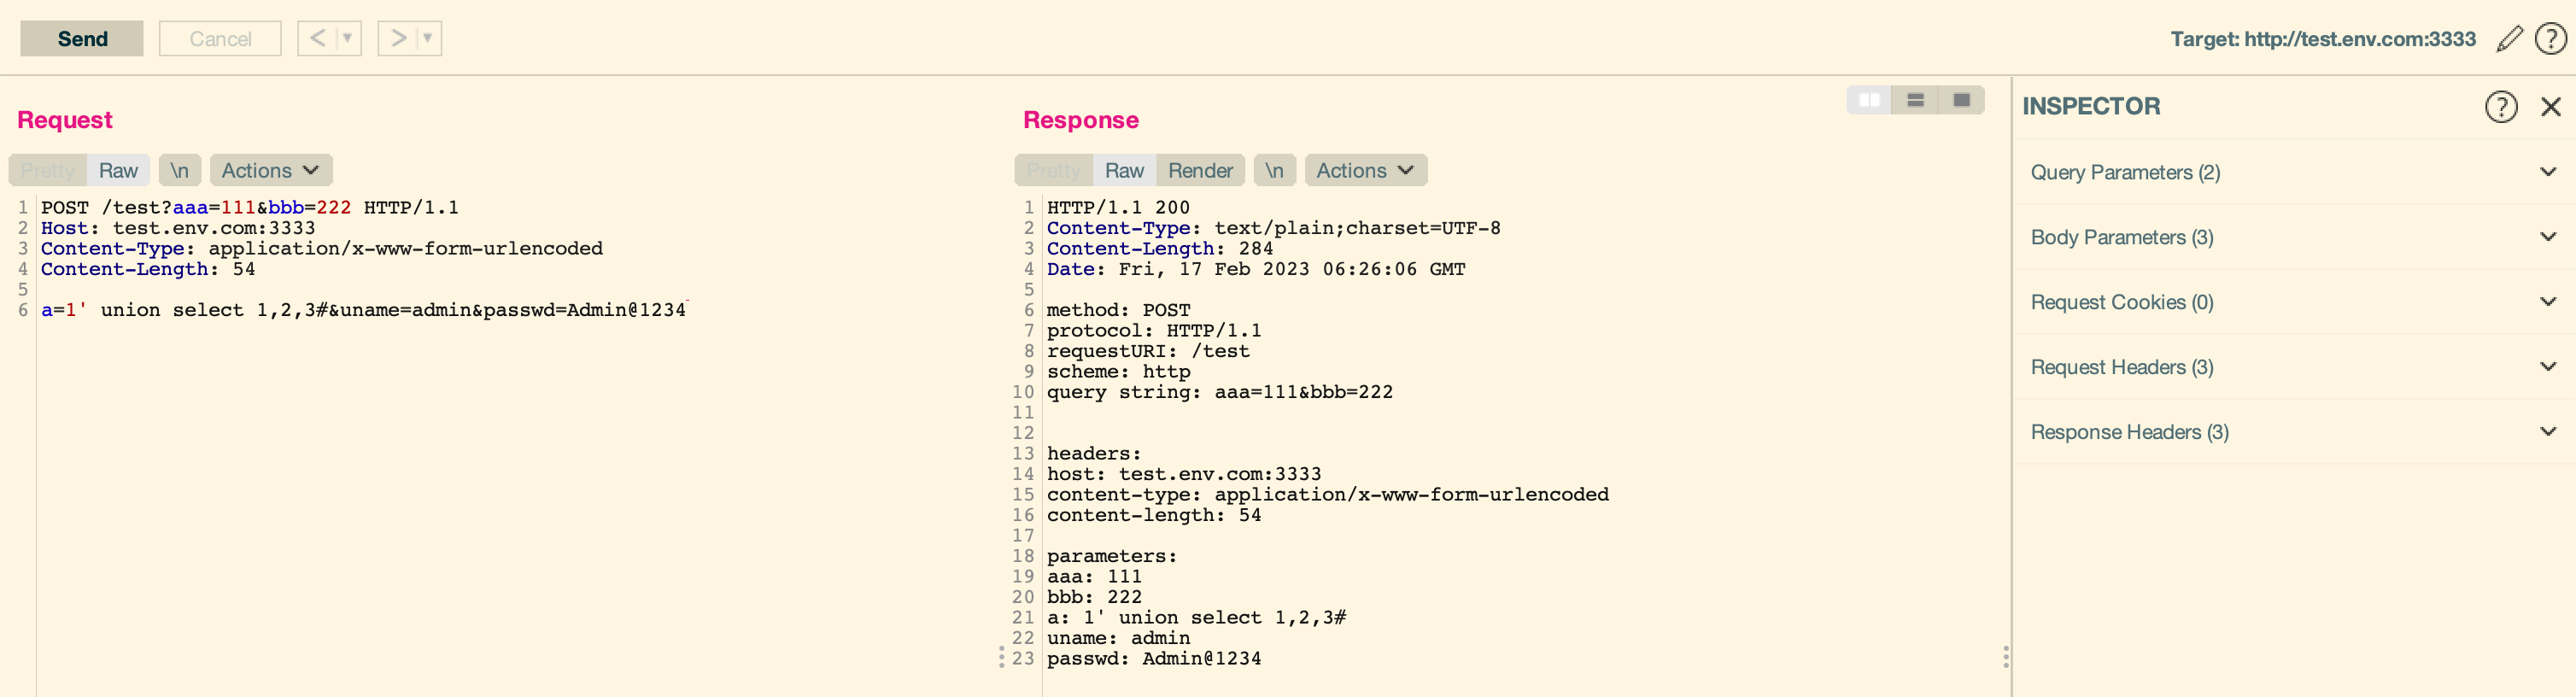 Send Cancel < > Target: http://test.env.com:3333 ?
Request
Pretty Raw \n Actions
1 POST /test?aaa=111&bbb=222 HTTP/1.1
2 Host: test.env.com:3333
3 Content-Type: application/x-www-form-urlencoded
4 Content-Length: 54
5
6 a=1' union select 1,2,3#&uname=admin&passwd=Admin@1234
Response
Pretty Raw Render \n Actions
1 HTTP/1.1 200
2 Content-Type: text/plain;charset=UTF-8
3 Content-Length: 284
4 Date: Fri, 17 Feb 2023 06:26:06 GMT
5
6 method: POST
7 protocol: HTTP/1.1
8 requestURI: /test
9 scheme: http
10 query string: aaa=111&bbb=222
11
12
13 headers:
14 host: test.env.com:3333
15 content-type: application/x-www-form-urlencoded
16 content-length: 54
17
18 parameters:
19 aaa: 111
20 bbb: 222
21 a: 1' union select 1,2,3#
22 uname: admin
23 passwd: Admin@1234
INSPECTOR ?
Query Parameters (2)
Body Parameters (3)
Request Cookies (0)
Request Headers (3)
Response Headers (3)